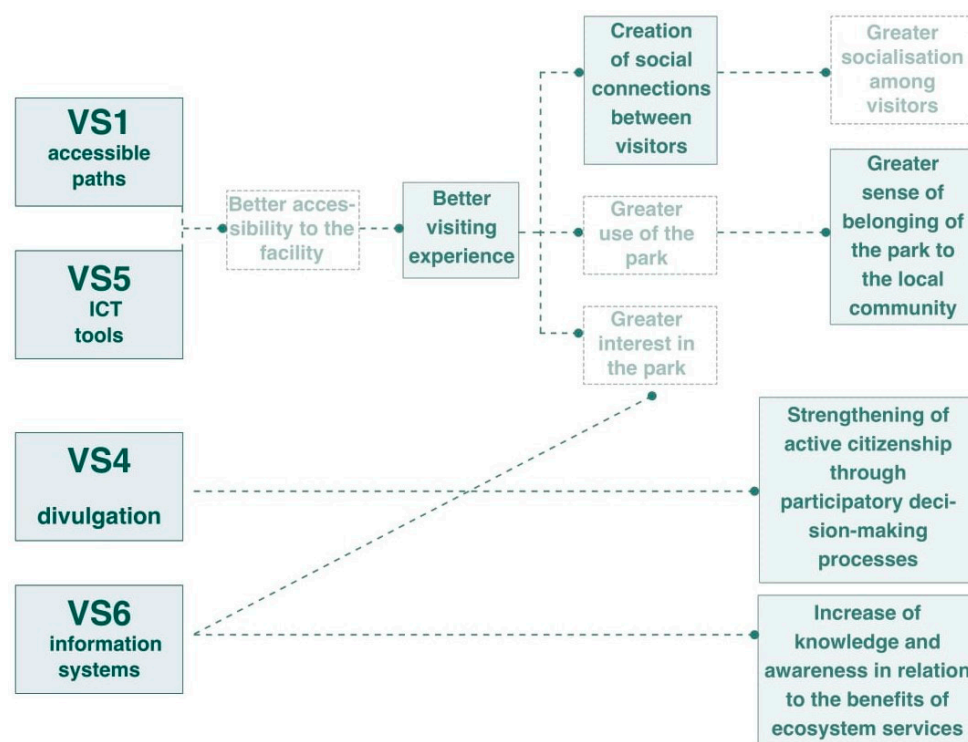 VS1
accessible
paths
VS5
ICT
tools
Better acces-
sibility to the
facility
Better
visiting
experience
Creation
of social
connections
between
visitors
Greater
socialisation
among
visitors
Greater
use of the
park
Greater
sense of
belonging of
the park to
the local
community
Greater
interest in
the park
VS4
divulgation
Strengthening of
active citizenship
through
participatory deci-
sion-making
processes
VS6
information
systems
Increase of
knowledge and
awareness in relation
to the benefits of
ecosystem services